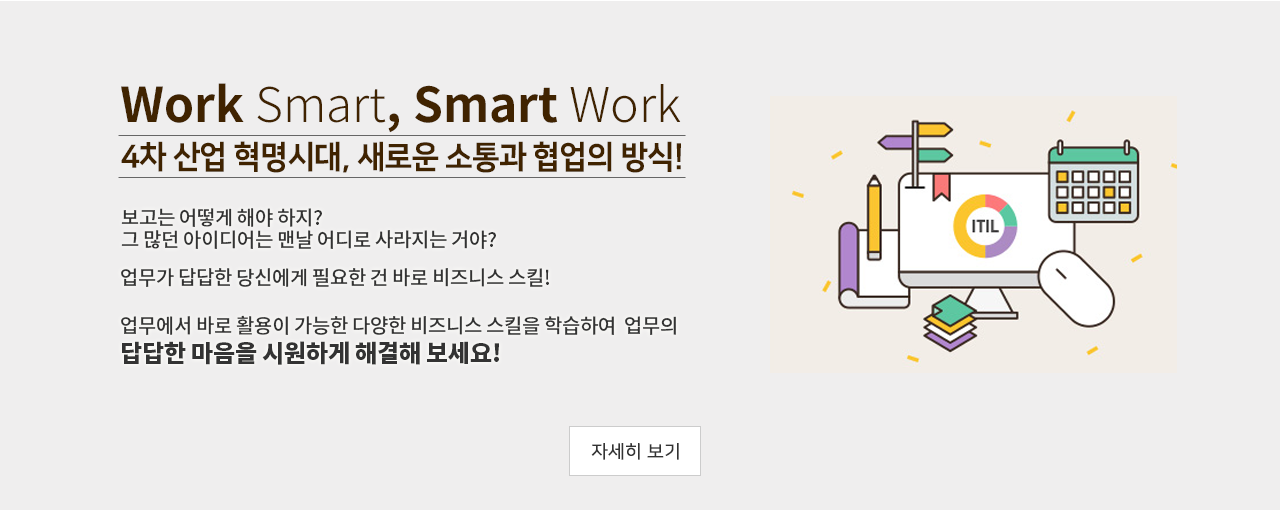 Work Smart, Smart Work
4차 산업 혁명시대, 새로운 소통과 협업의 방식!
보고는 어떻게 해야 하지?
그 많던 아이디어는 맨날 어디로 사라지는 거야?
업무가 답답한 당신에게 필요한 건 바로 비즈니스 스킬!
업무에서 바로 활용이 가능한 다양한 비즈니스 스킬을 학습하여 업무의
답답한 마음을 시원하게 해결해 보세요!
ITIL
자세히 보기